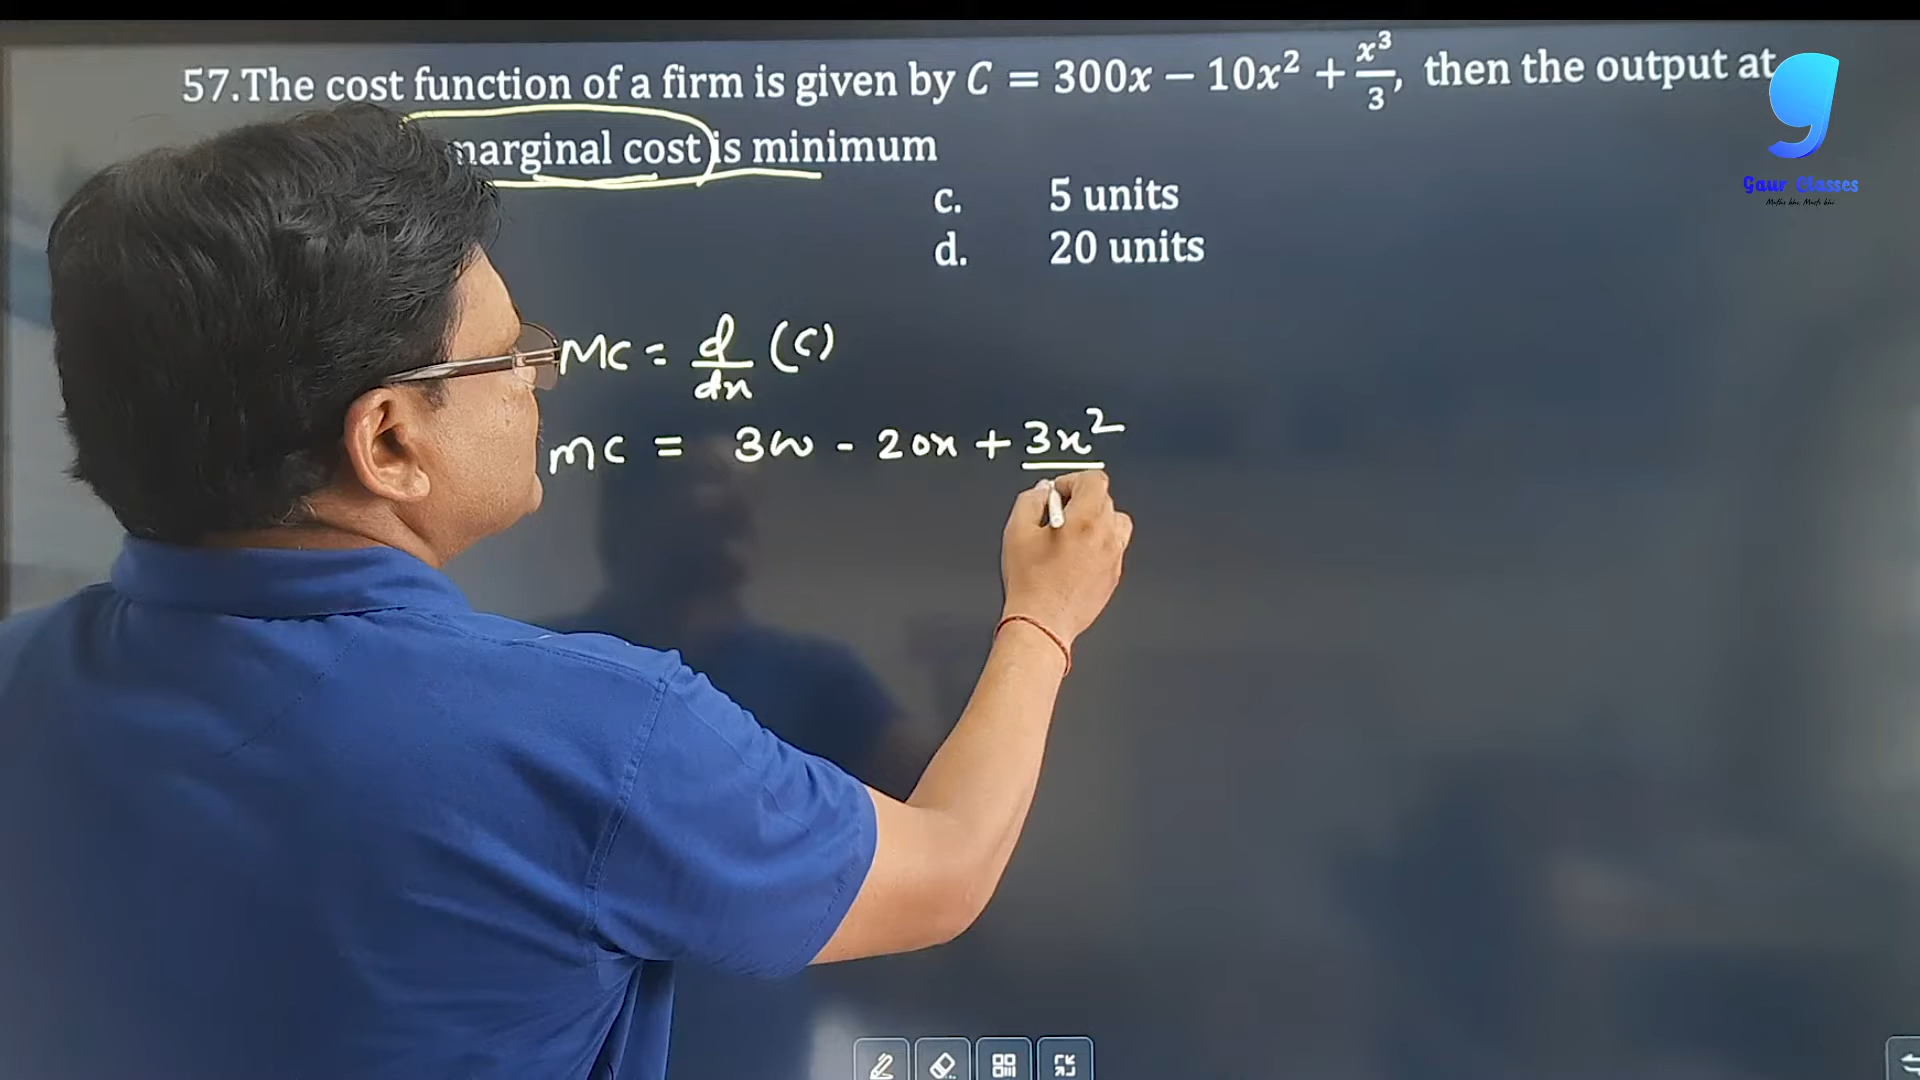 57.The cost function of a firm is given by C = 300x − 10x² + x³/3, then the output at
marginal cost is minimum
c. 5 units
d. 20 units
MC = d/dx (C)
MC = 300 - 20x + 3x²
g
Gaur Classes